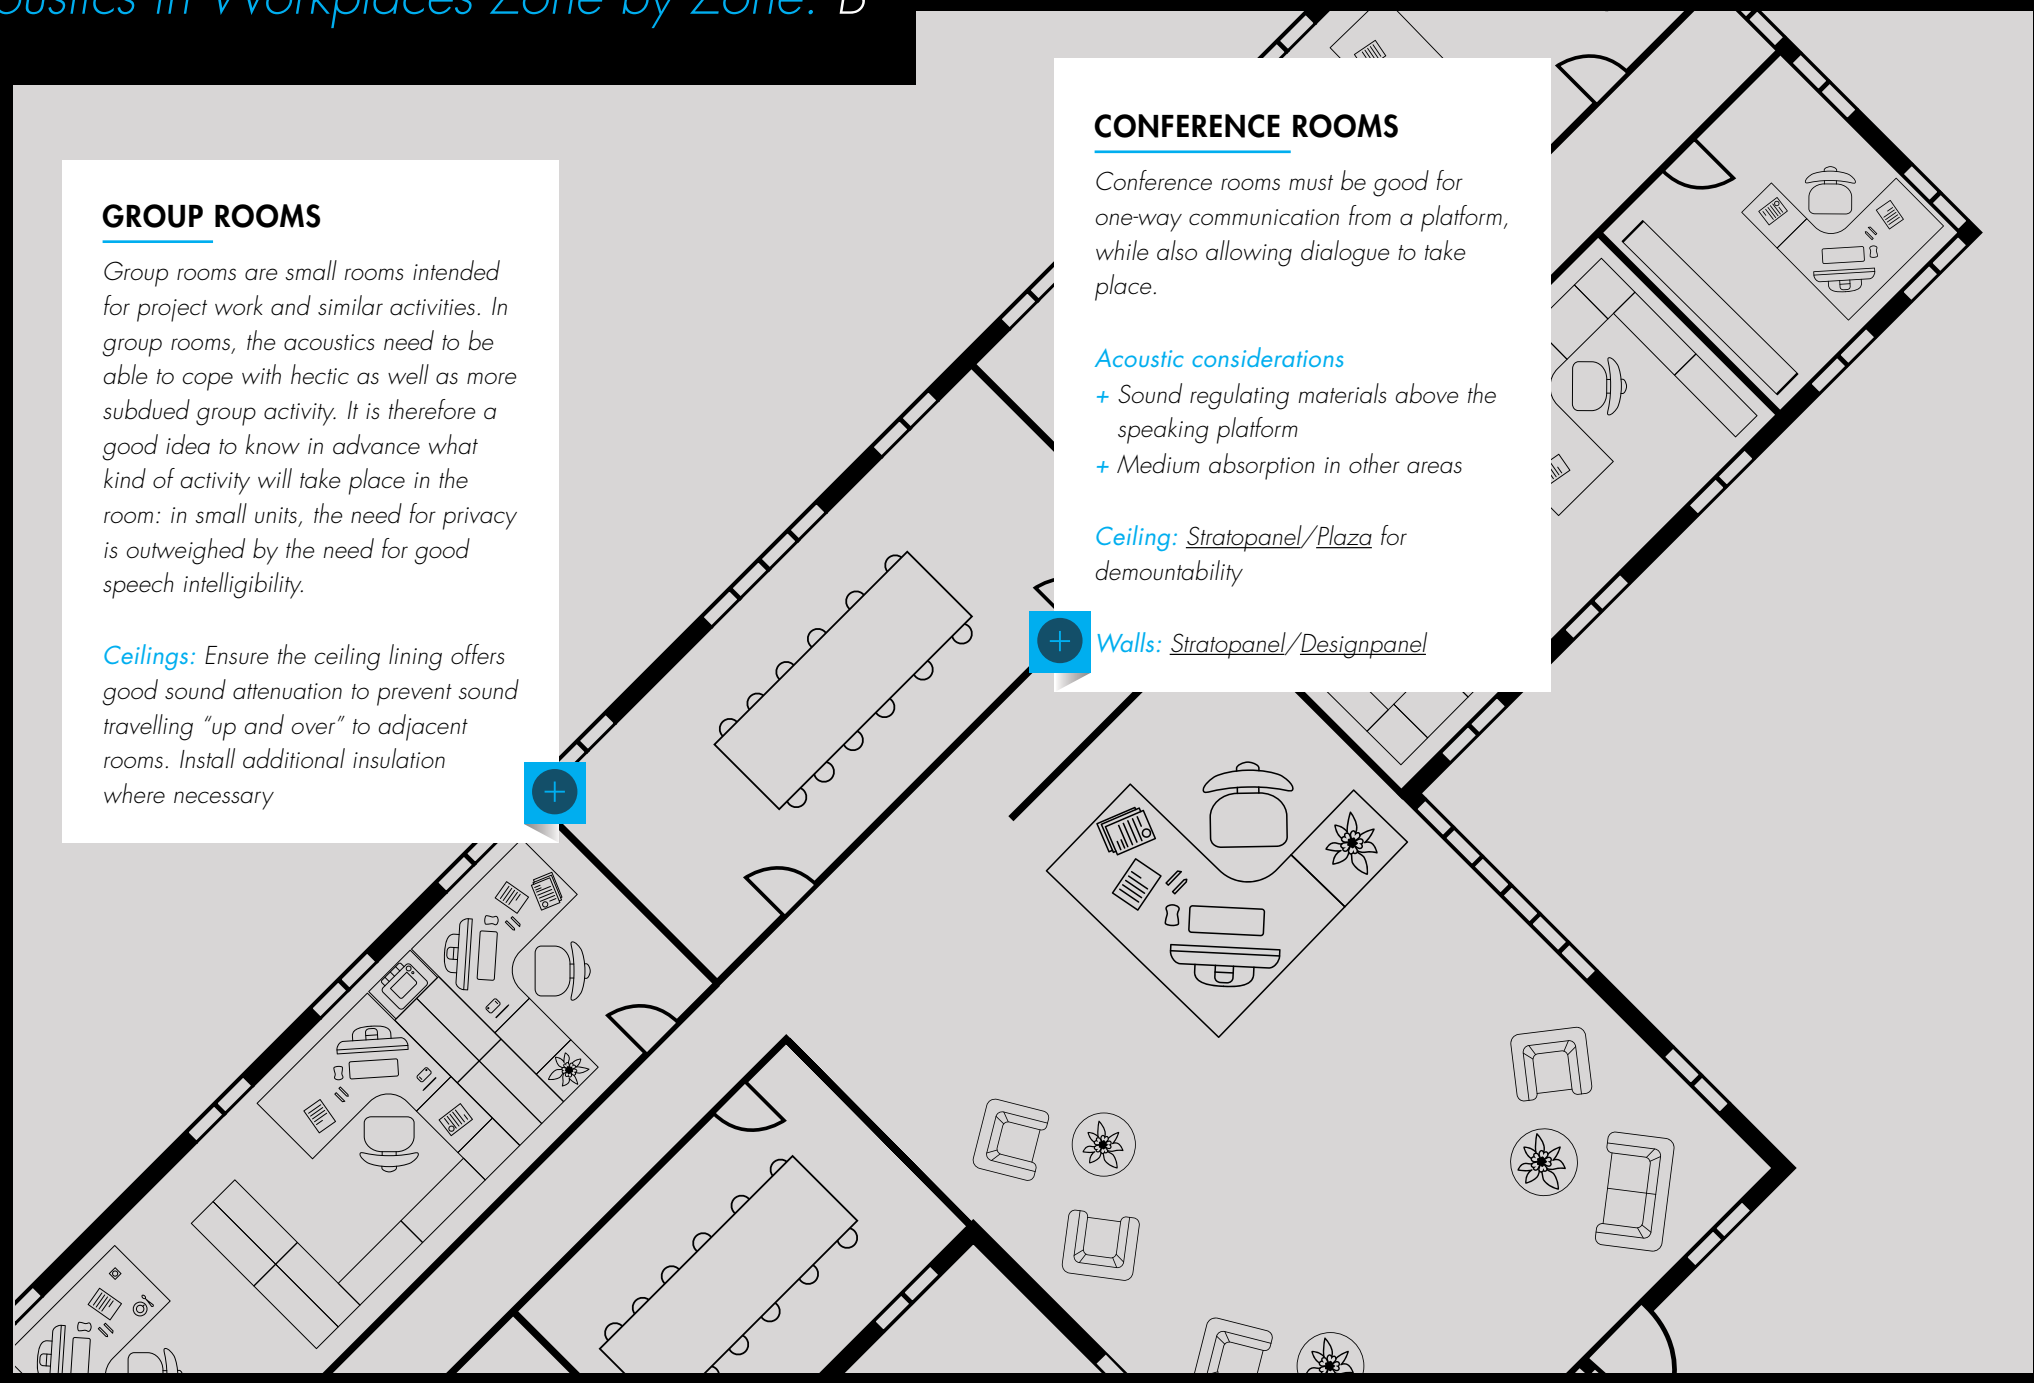 Workplaces Zone by Zone: B
GROUP ROOMS
Group rooms are small rooms intended
for project work and similar activities. In
group rooms, the acoustics need to be
able to cope with hectic as well as more
subdued group activity. It is therefore a
good idea to know in advance what
kind of activity will take place in the
room: in small units, the need for privacy
is outweighed by the need for good
speech intelligibility.
Ceilings: Ensure the ceiling lining offers
good sound attenuation to prevent sound
travelling “up and over” to adjacent
rooms. Install additional insulation
where necessary
CONFERENCE ROOMS
Conference rooms must be good for
one-way communication from a platform,
while also allowing dialogue to take
place.
Acoustic considerations
+ Sound regulating materials above the
speaking platform
+ Medium absorption in other areas
Ceiling: Stratopanel/Plaza for
demountability
Walls: Stratopanel/Designpanel